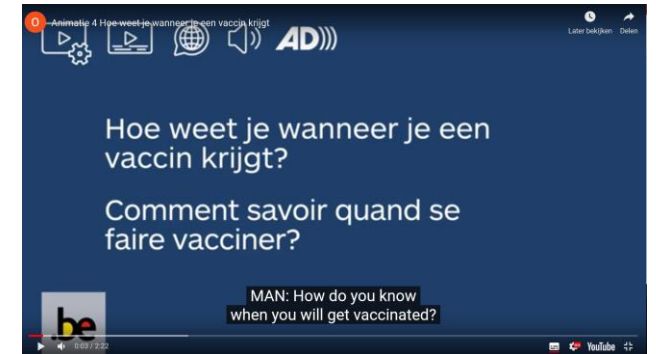 O
Animatie 4 Hoe weet je wanneer je een vaccin krijgt
Later bekijken
Delen
AD)))
Hoe weet je wanneer je een
vaccin krijgt?
Comment savoir quand se
faire vacciner?
MAN: How do you know
when you will get vaccinated?
.be
0:03 / 2:22
YouTube